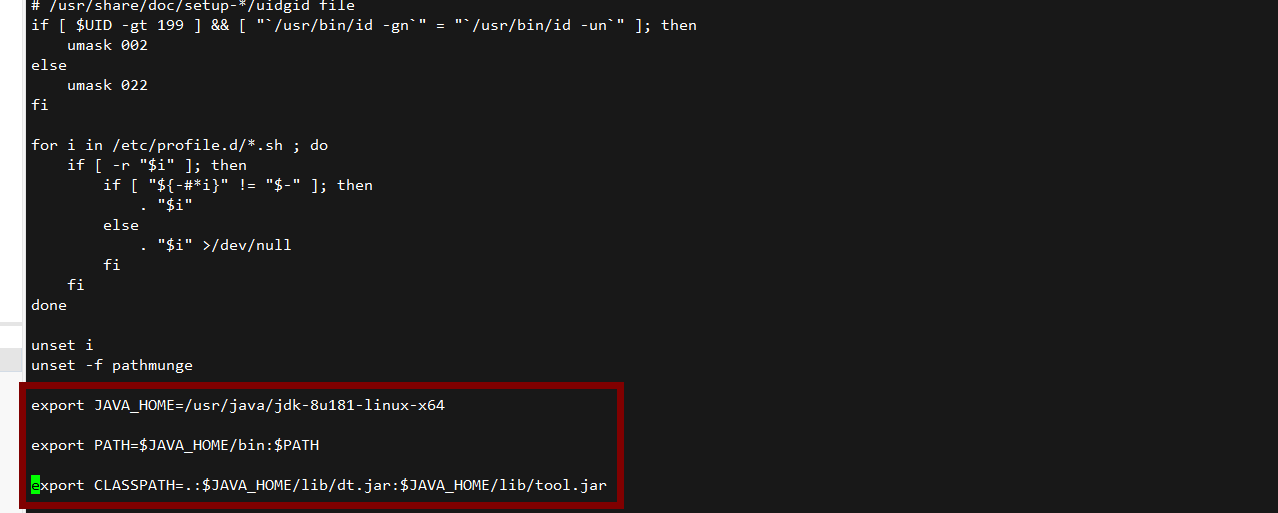 # /usr/share/doc/setup-*/uidgid file
if [ $UID -gt 199 ] && [ "`/usr/bin/id -gn`" = "`/usr/bin/id -un`" ]; then
    umask 002
else
    umask 022
fi

for i in /etc/profile.d/*.sh ; do
    if [ -r "$i" ]; then
        if [ "${-#*i}" != "$-" ]; then
            . "$i"
        else
            . "$i" >/dev/null
        fi
    fi
done

unset i
unset -f pathmunge

export JAVA_HOME=/usr/java/jdk-8u181-linux-x64

export PATH=$JAVA_HOME/bin:$PATH

export CLASSPATH=.:$JAVA_HOME/lib/dt.jar:$JAVA_HOME/lib/tool.jar